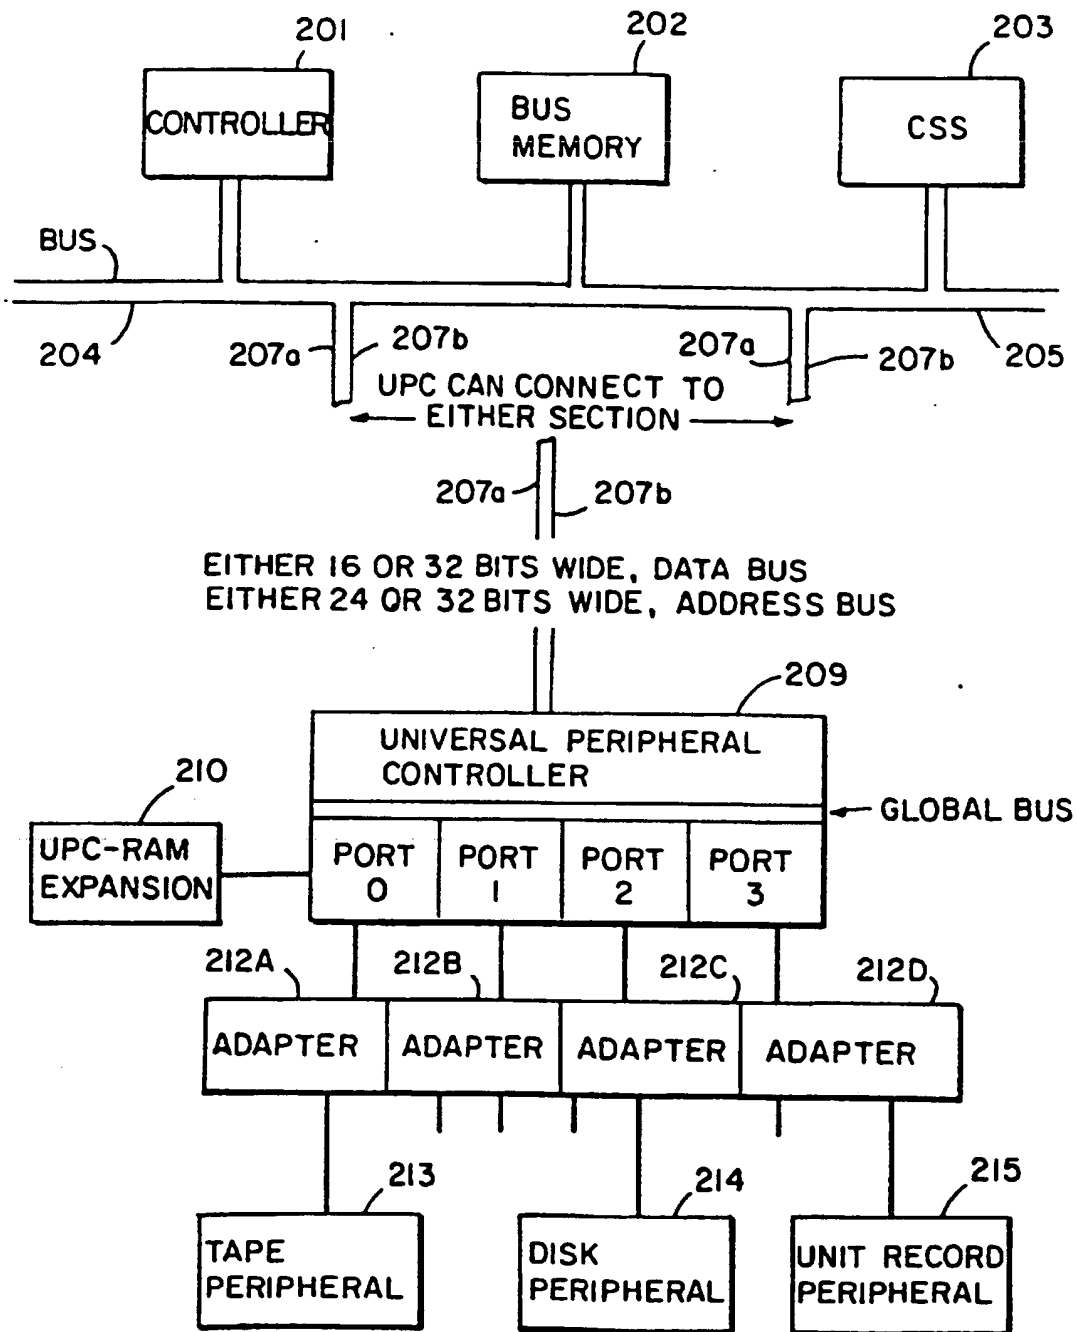 201
202
203
CONTROLLER
BUS
MEMORY
CSS
BUS
204
207a
207b
207a
207b
205
UPC CAN CONNECT TO
EITHER SECTION
207a
207b
EITHER 16 OR 32 BITS WIDE, DATA BUS
EITHER 24 OR 32 BITS WIDE, ADDRESS BUS
209
UNIVERSAL PERIPHERAL
CONTROLLER
210
GLOBAL BUS
UPC-RAM
EXPANSION
PORT
0
PORT
1
PORT
2
PORT
3
212A
212B
212C
212D
ADAPTER
ADAPTER
ADAPTER
ADAPTER
213
214
215
TAPE
PERIPHERAL
DISK
PERIPHERAL
UNIT RECORD
PERIPHERAL